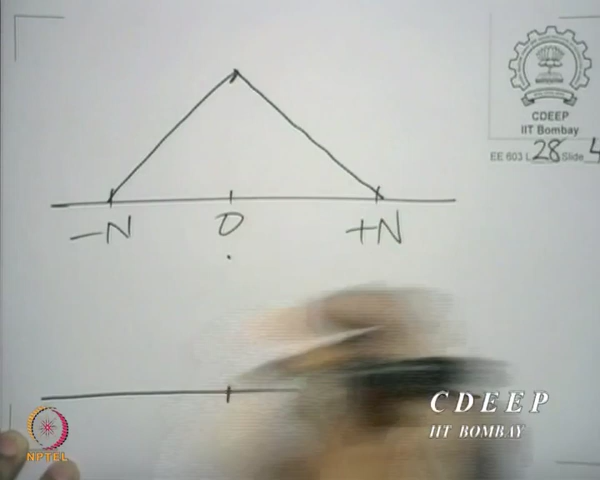 CDEEP
IIT Bombay
EE 603 L 28 Slide 4
-N 0 +N
CDEEP
IIT BOMBAY
NPTEL